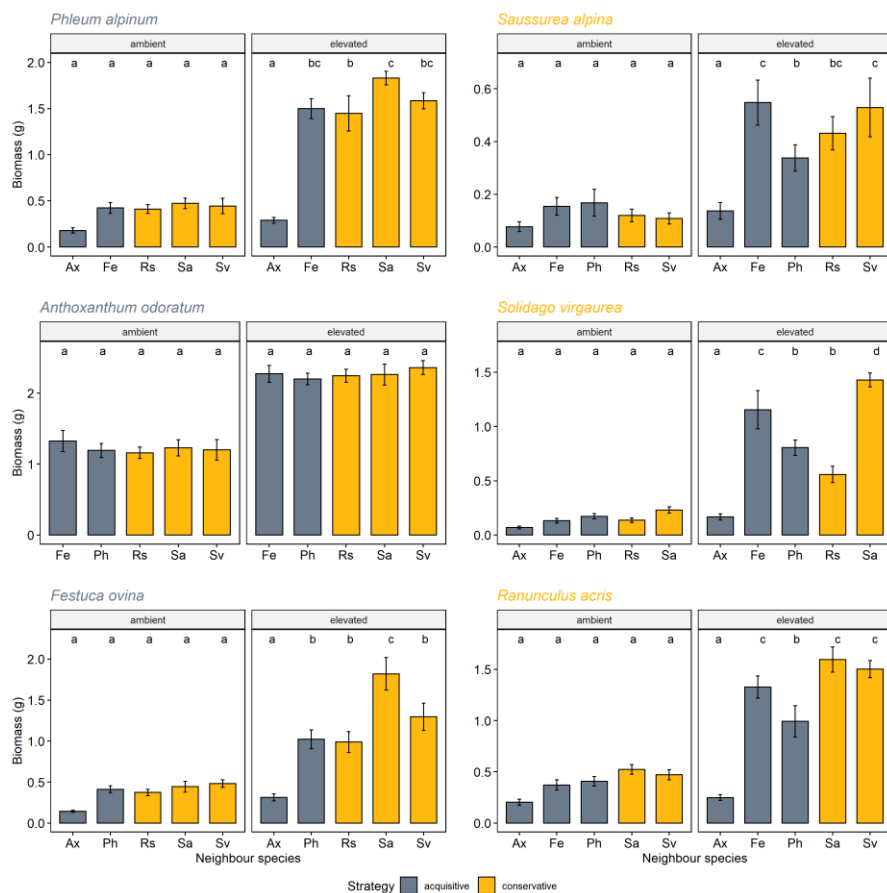 Phleum alpinum
ambient
elevated
a a a a a
a bc b c bc
Biomass (g)
2.0
1.5
1.0
0.5
0.0
Ax Fe Rs Sa Sv
Ax Fe Rs Sa Sv
Saussurea alpina
ambient
elevated
a a a a a
a c b bc c
0.6
0.4
0.2
0.0
Ax Fe Ph Rs Sv
Ax Fe Ph Rs Sv
Anthoxanthum odoratum
ambient
elevated
a a a a a
a a a a a
Biomass (g)
2
1
0
Fe Ph Rs Sa Sv
Fe Ph Rs Sa Sv
Solidago virgaurea
ambient
elevated
a a a a a
a c b b d
1.5
1.0
0.5
0.0
Ax Fe Ph Rs Sa
Ax Fe Ph Rs Sa
Festuca ovina
ambient
elevated
a a a a a
a b b c b
Biomass (g)
2.0
1.5
1.0
0.5
0.0
Ax Ph Rs Sa Sv
Ax Ph Rs Sa Sv
Neighbour species
Ranunculus acris
ambient
elevated
a a a a a
a c b c c
1.5
1.0
0.5
0.0
Ax Fe Ph Sa Sv
Ax Fe Ph Sa Sv
Neighbour species
Strategy acquisitive conservative